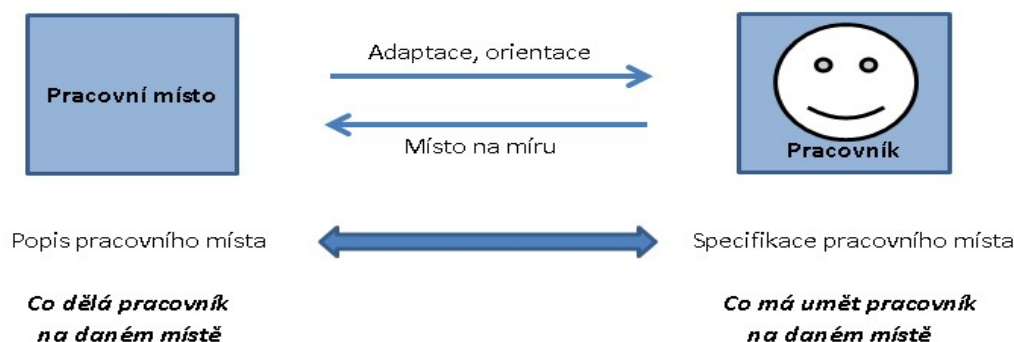 Adaptace, orientace
Pracovní místo
Místo na míru
Pracovník
Popis pracovního místa
Specifikace pracovního místa
Co dělá pracovník
na daném místě
Co má umět pracovník
na daném místě